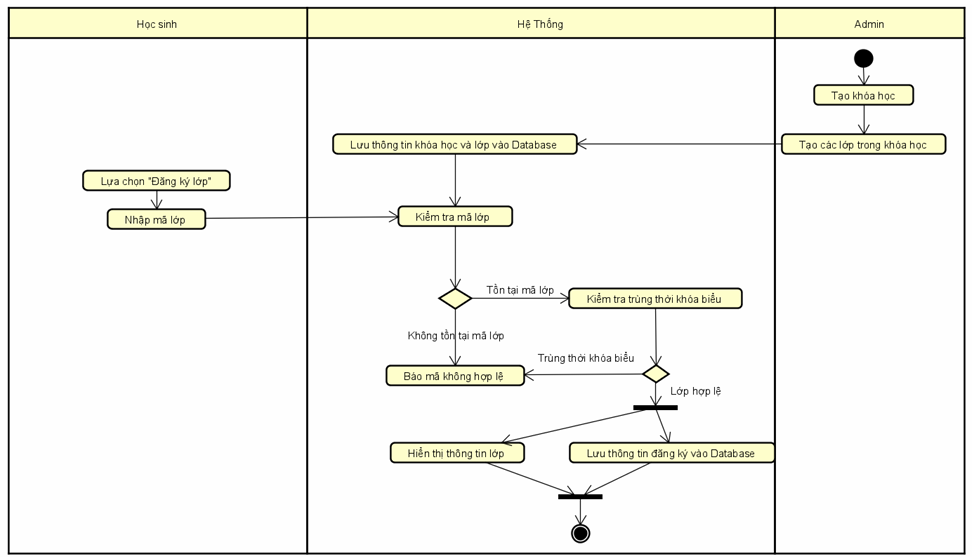 Học sinh
Hệ Thống
Admin
Tạo khóa học
Lưu thông tin khóa học và lớp vào Database
Tạo các lớp trong khóa học
Lựa chọn "Đăng ký lớp"
Nhập mã lớp
Kiểm tra mã lớp
Tồn tại mã lớp
Kiểm tra trùng thời khóa biểu
Không tồn tại mã lớp
Trùng thời khóa biểu
Báo mã không hợp lệ
Lớp hợp lệ
Hiển thị thông tin lớp
Lưu thông tin đăng ký vào Database